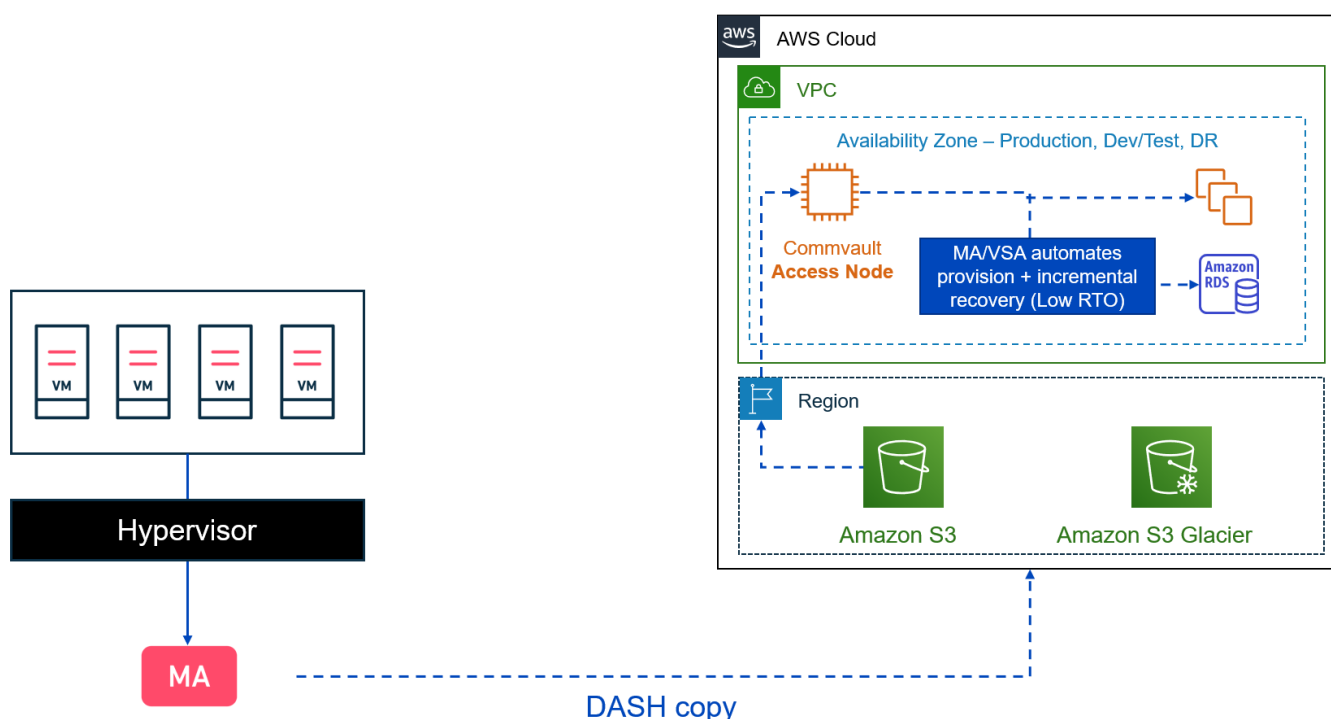 aws
AWS Cloud
VPC
Availability Zone – Production, Dev/Test, DR
Commvault
Access Node
MA/VSA automates
provision + incremental
recovery (Low RTO)
Amazon
RDS
VM
VM
VM
VM
Hypervisor
MA
Region
Amazon S3
Amazon S3 Glacier
DASH copy